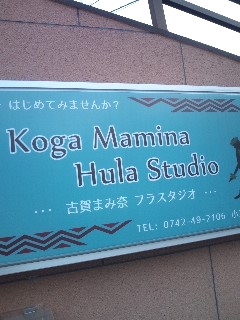 はじめてみませんか？
Koga Mamina
Hula Studio
… 古賀まみ奈 フラスタジオ …
TEL: 0742-49-2106